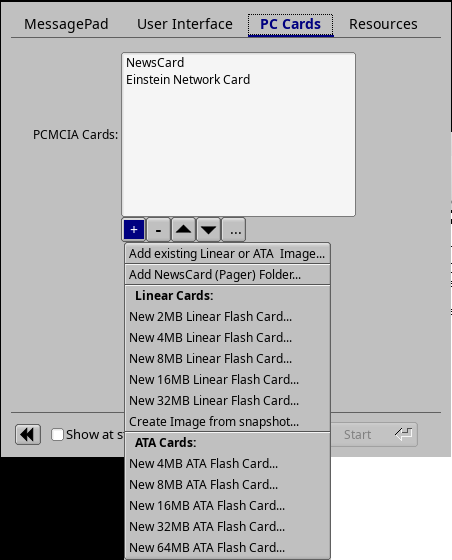 MessagePad User Interface PC Cards Resources
NewsCard
Einstein Network Card
PCMCIA Cards:
+ - ...
Add existing Linear or ATA Image...
Add NewsCard (Pager) Folder...
Linear Cards:
New 2MB Linear Flash Card...
New 4MB Linear Flash Card...
New 8MB Linear Flash Card...
New 16MB Linear Flash Card...
New 32MB Linear Flash Card...
Create Image from snapshot...
Show at Start
ATA Cards:
New 4MB ATA Flash Card...
New 8MB ATA Flash Card...
New 16MB ATA Flash Card...
New 32MB ATA Flash Card...
New 64MB ATA Flash Card...